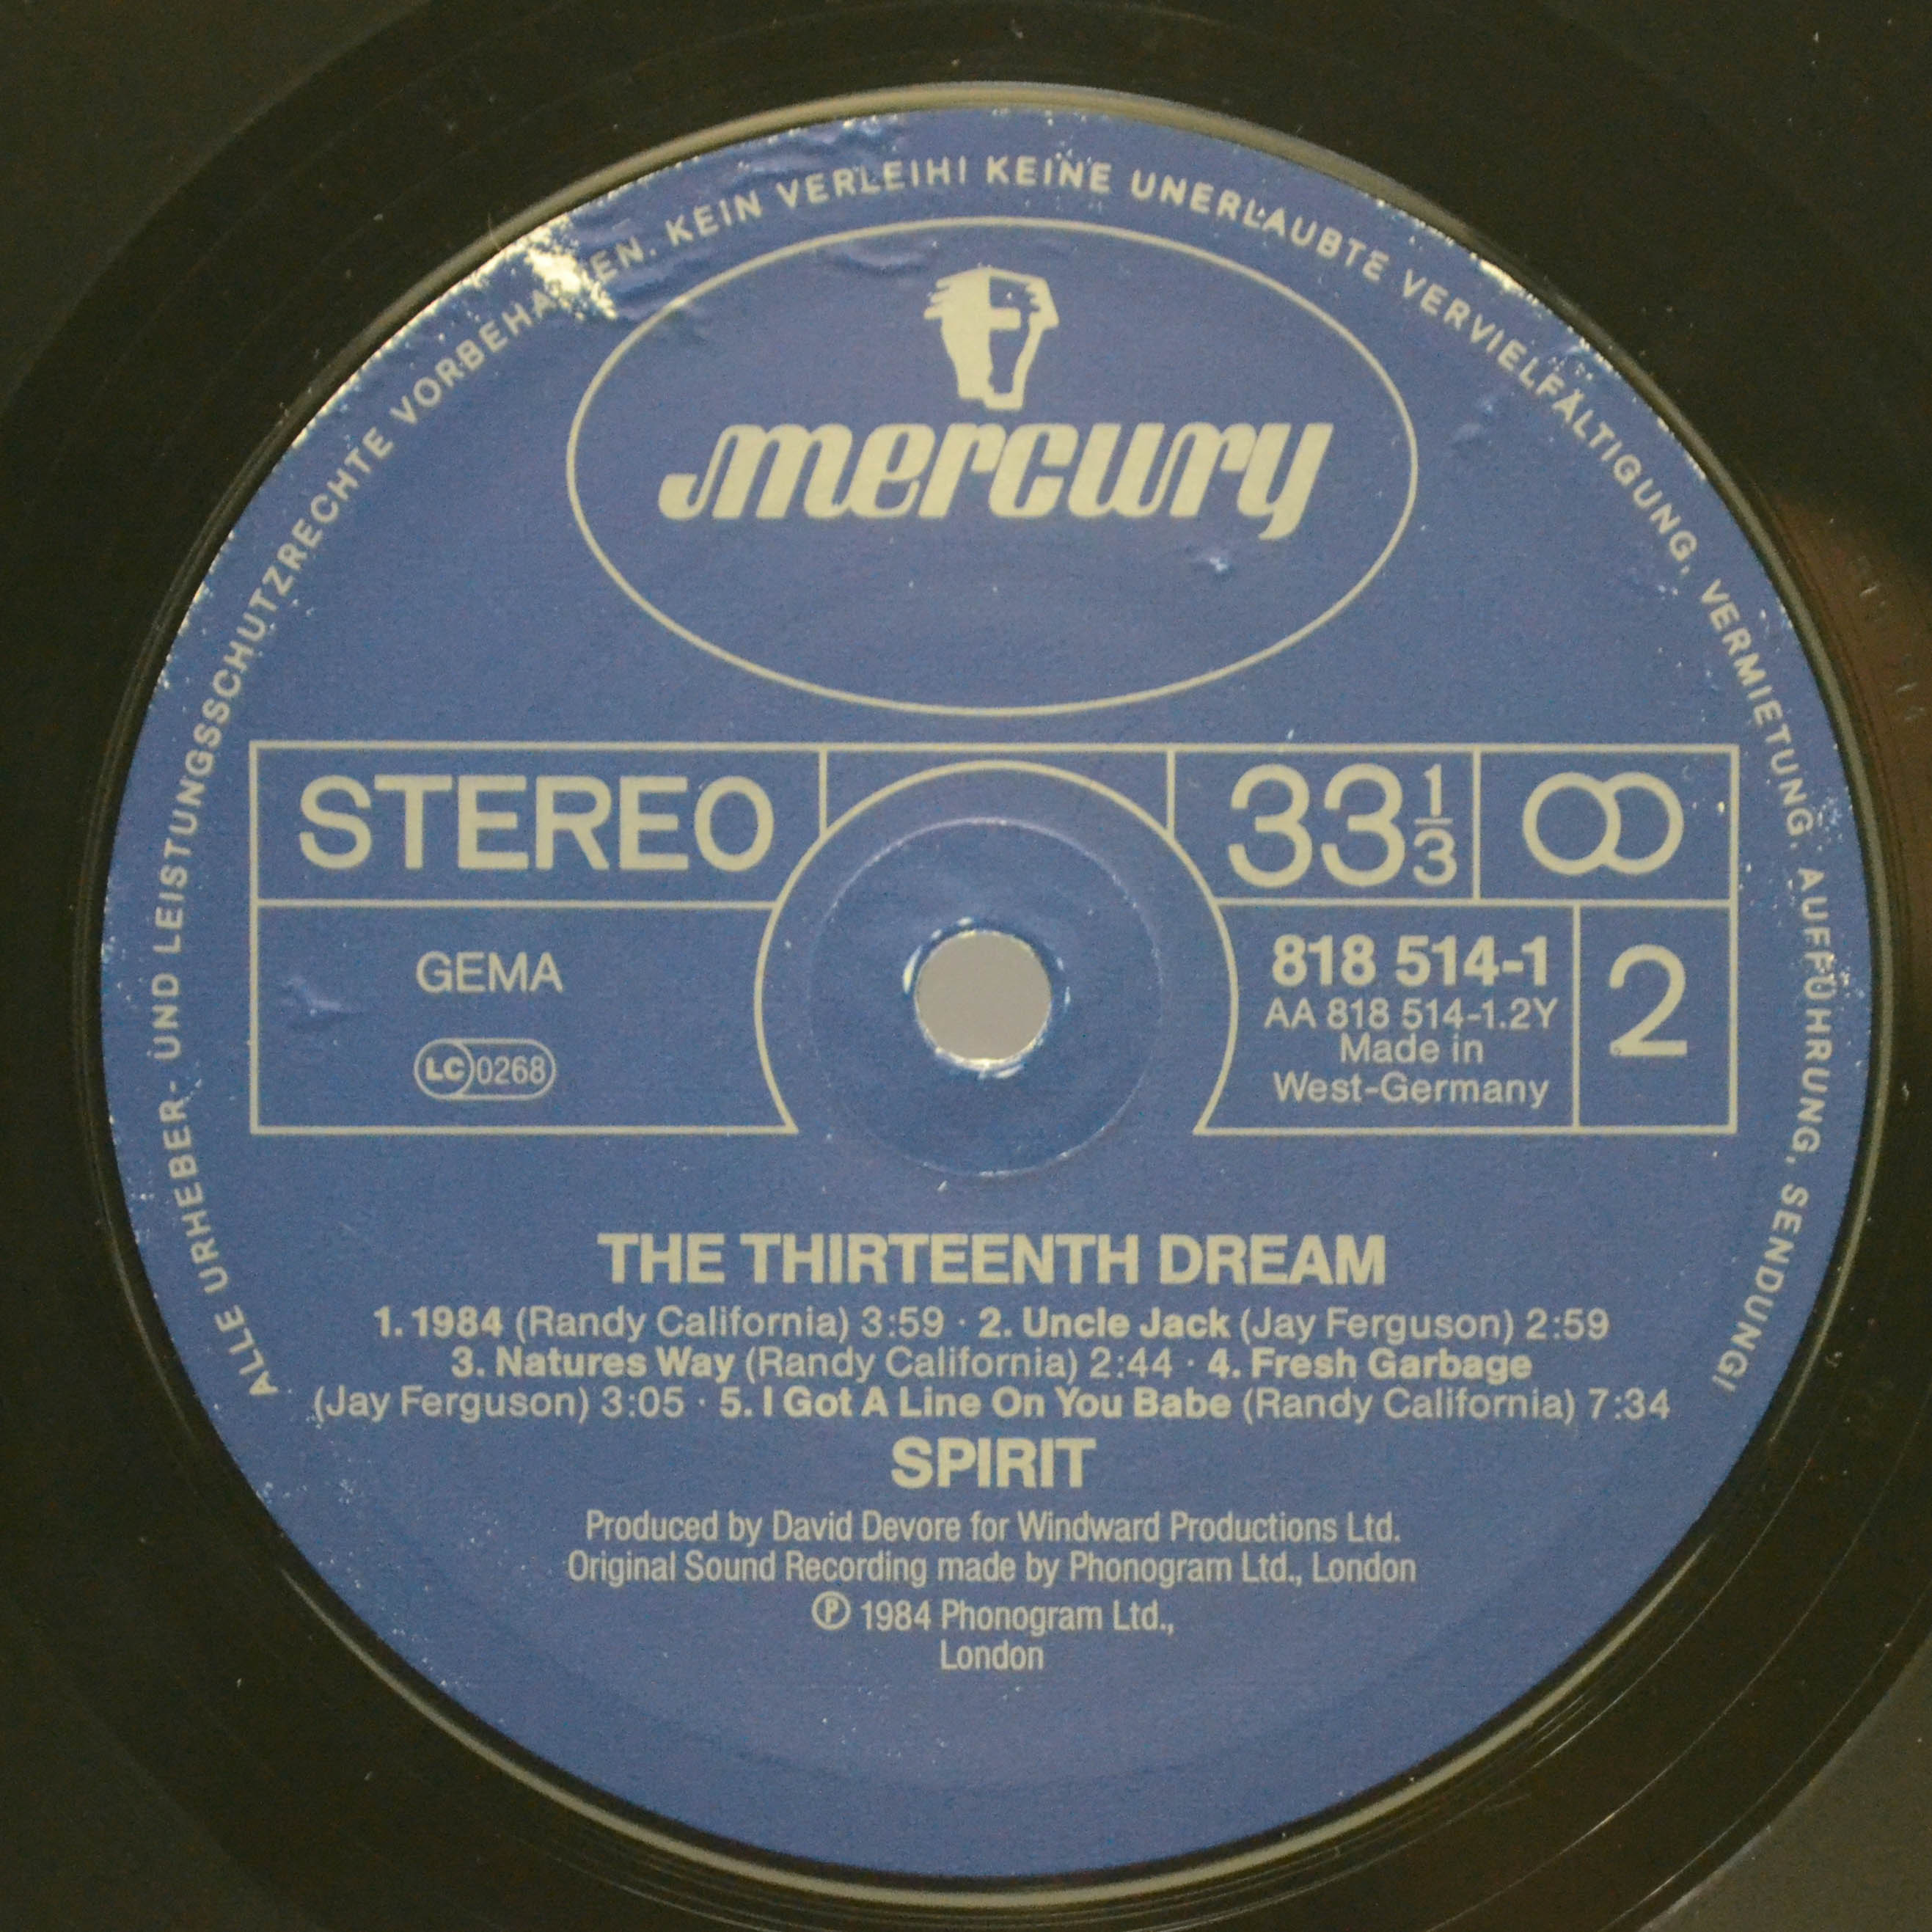 ALLE URHEBER- UND LEISTUNGSSCHUTZRECHTE KEIN VERLEIH! KEINE UNERLAUBTE VERVIELFÄLTIGUNG, VERMIETUNG, AUFFÜHRUNG, SENDUNG!
mercury
STEREO
33 1/3
GEMA
LC 0268
818 514-1
AA 818 514-1.2Y
Made in
West-Germany
2
THE THIRTEENTH DREAM
1. 1984 (Randy California) 3:59 · 2. Uncle Jack (Jay Ferguson) 2:59
3. Natures Way (Randy California) 2:44 · 4. Fresh Garbage
(Jay Ferguson) 3:05 · 5. I Got A Line On You Babe (Randy California) 7:34
SPIRIT
Produced by David Devore for Windward Productions Ltd.
Original Sound Recording made by Phonogram Ltd., London
Ⓟ 1984 Phonogram Ltd.,
London